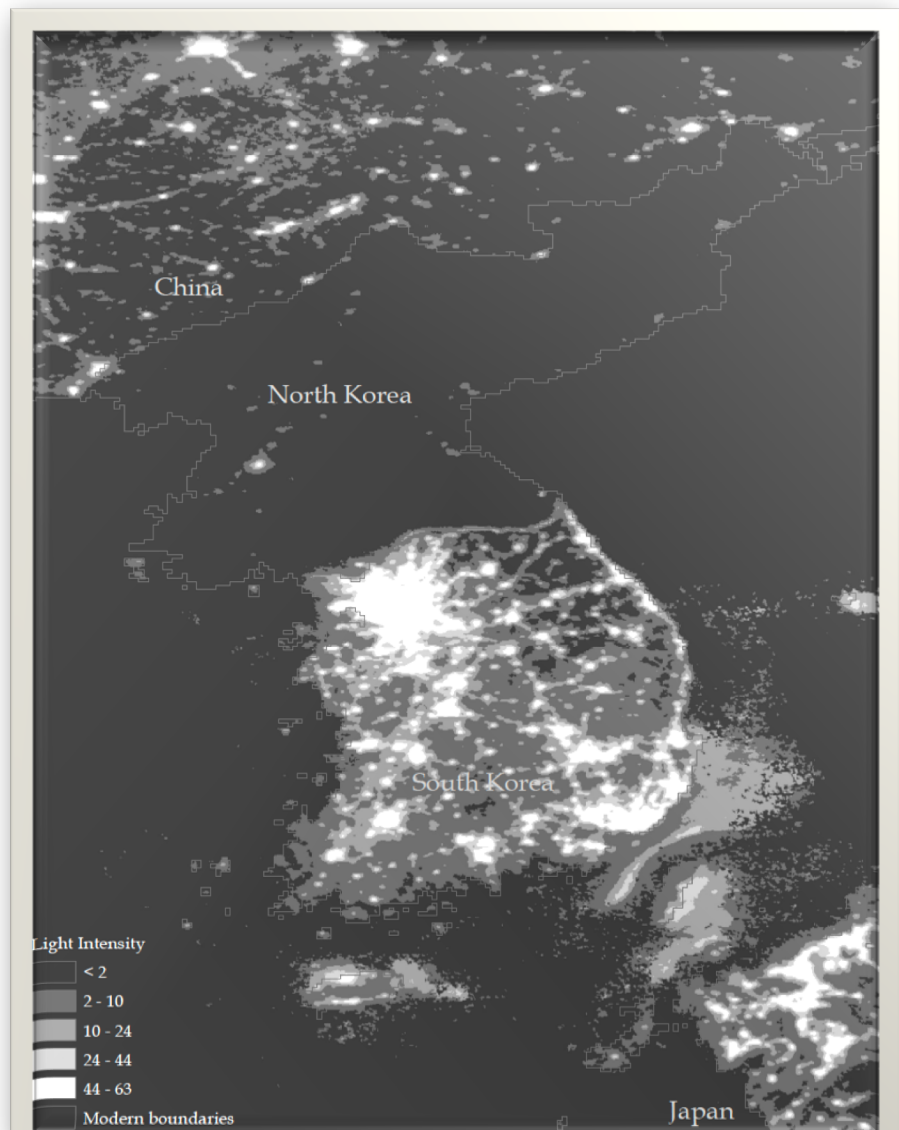 China
North Korea
South Korea
Light Intensity
< 2
2 - 10
10 - 24
24 - 44
44 - 63
Modern boundaries
Japan